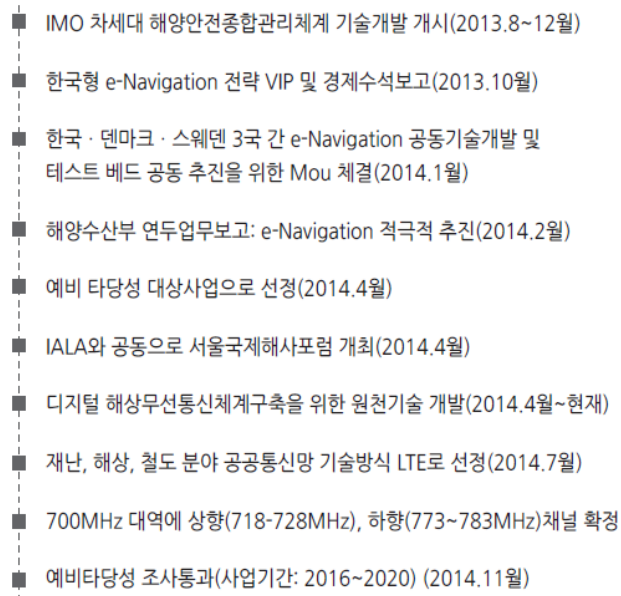 IMO 차세대 해양안전종합관리체계 기술개발 개시(2013.8~12월)
한국형 e-Navigation 전략 VIP 및 경제수석보고(2013.10월)
한국 · 덴마크 · 스웨덴 3국 간 e-Navigation 공동기술개발 및
테스트 베드 공동 추진을 위한 Mou 체결(2014.1월)
해양수산부 연두업무보고: e-Navigation 적극적 추진(2014.2월)
예비 타당성 대상사업으로 선정(2014.4월)
IALA와 공동으로 서울국제해사포럼 개최(2014.4월)
디지털 해상무선통신체계구축을 위한 원천기술 개발(2014.4월~현재)
재난, 해상, 철도 분야 공공통신망 기술방식 LTE로 선정(2014.7월)
700MHz 대역에 상향(718-728MHz), 하향(773~783MHz)채널 확정
예비타당성 조사통과(사업기간: 2016~2020) (2014.11월)